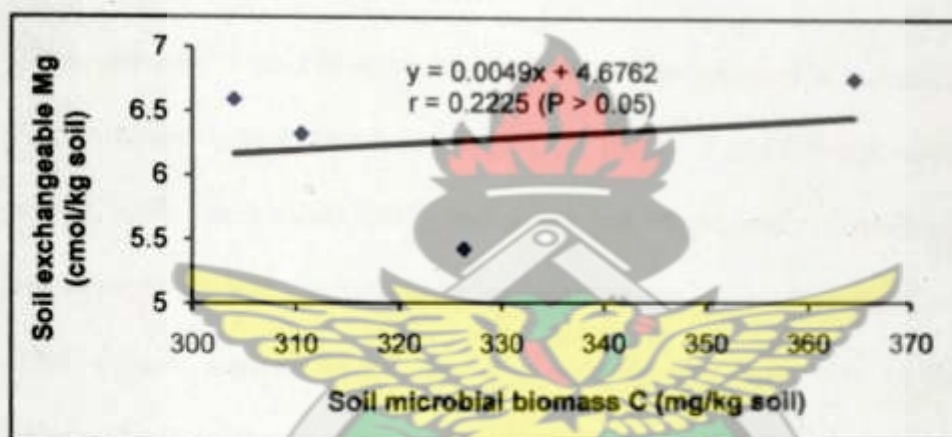 7
y = 0.0049x + 4.6762
r = 0.2225 (P > 0.05)
6.5
6
5.5
5
Soil exchangeable Mg
(cmol/kg soil)
300 310 320 330 340 350 360 370
Soil microbial biomass C (mg/kg soil)